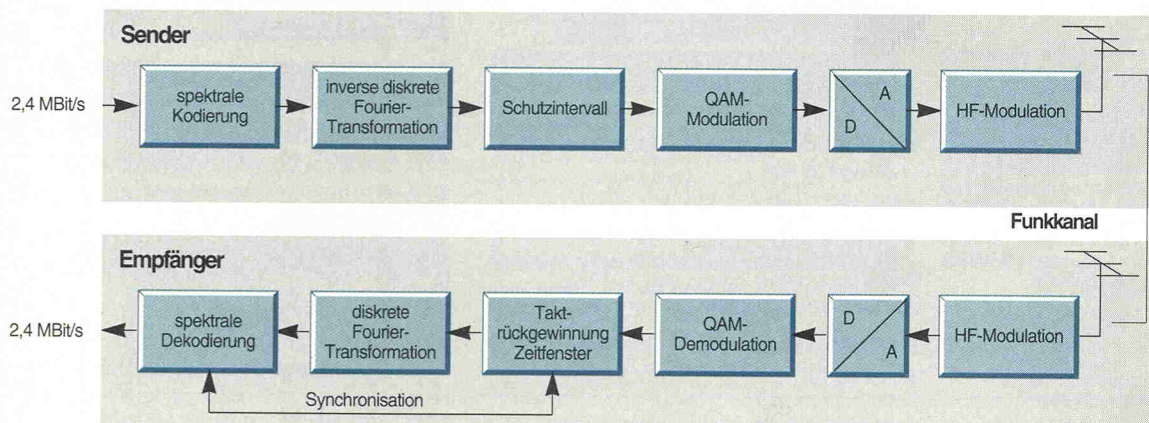 Sender
2,4 MBit/s
spektrale
Kodierung
inverse diskrete
Fourier-
Transformation
Schutzintervall
QAM-
Modulation
A
D
HF-Modulation
Funkkanal
Empfänger
2,4 MBit/s
spektrale
Dekodierung
diskrete
Fourier-
Transformation
Takt-
rückgewinnung
Zeitfenster
QAM-
Demodulation
D
A
HF-Modulation
Synchronisation